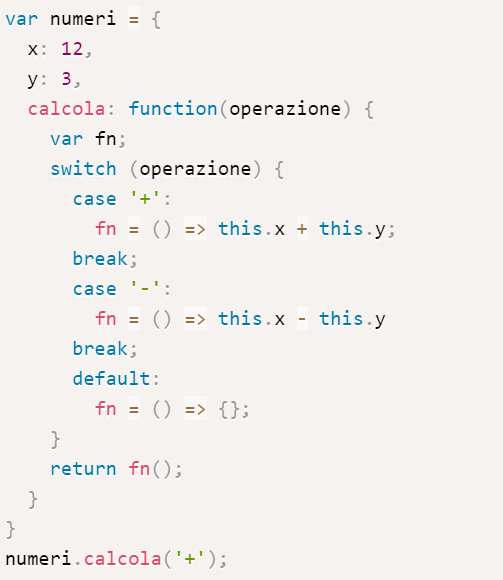 var numeri = {
  x: 12,
  y: 3,
  calcola: function(operazione) {
    var fn;
    switch (operazione) {
      case '+':
        fn = () => this.x + this.y;
      break;
      case '-':
        fn = () => this.x - this.y
      break;
      default:
        fn = () => {};
    }
    return fn();
  }
}
numeri.calcola('+');